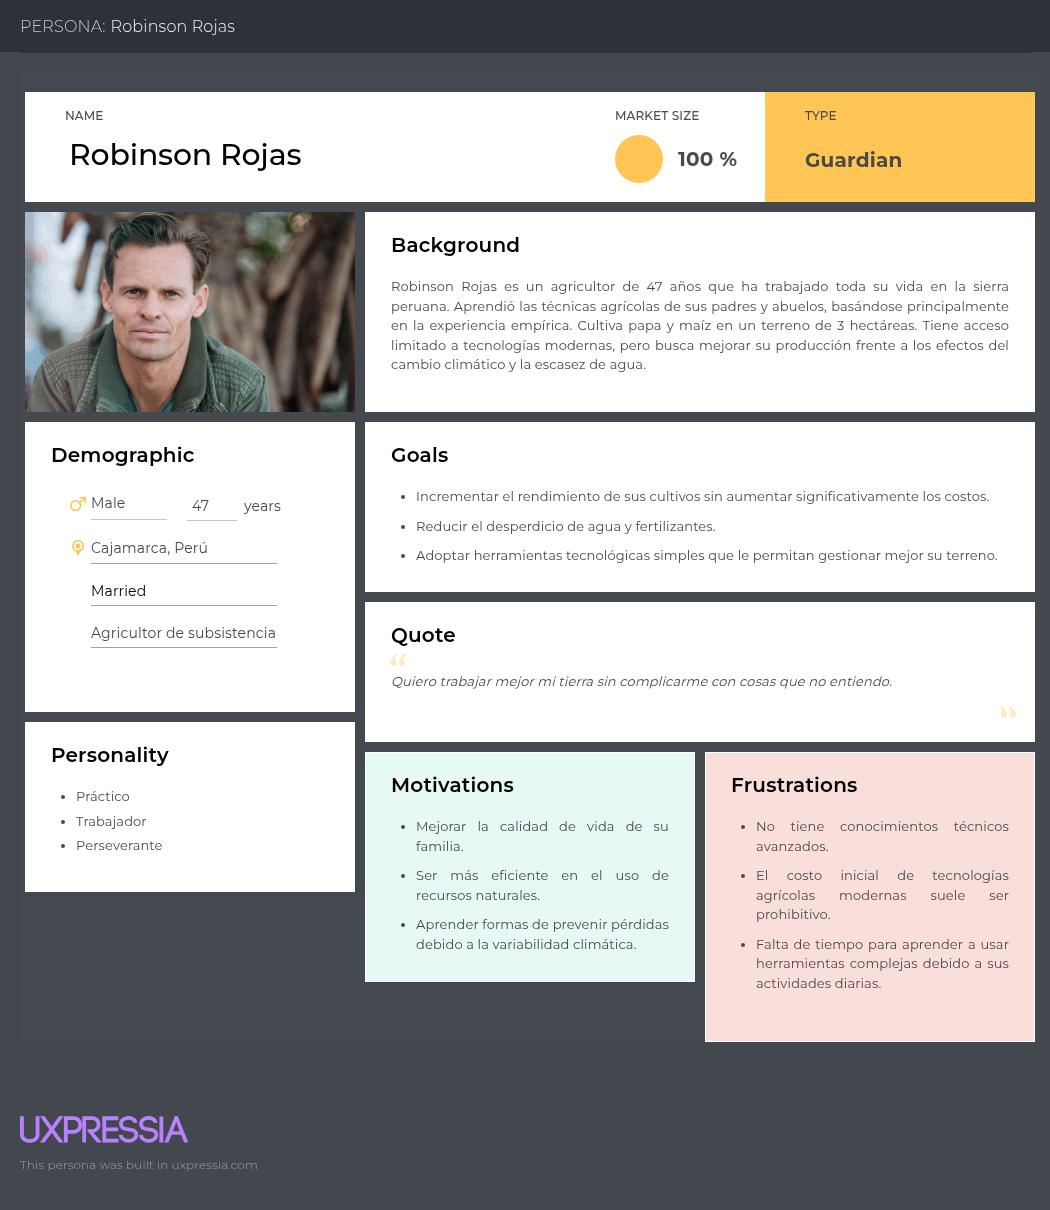 PERSONA: Robinson Rojas
NAME
Robinson Rojas
MARKET SIZE
100 %
TYPE
Guardian
Background
Robinson Rojas es un agricultor de 47 años que ha trabajado toda su vida en la sierra
peruana. Aprendió las técnicas agrícolas de sus padres y abuelos, basándose principalmente
en la experiencia empírica. Cultiva papa y maíz en un terreno de 3 hectáreas. Tiene acceso
limitado a tecnologías modernas, pero busca mejorar su producción frente a los efectos del
cambio climático y la escasez de agua.
Demographic
Male 47 years
Cajamarca, Perú
Married
Agricultor de subsistencia
Goals
• Incrementar el rendimiento de sus cultivos sin aumentar significativamente los costos.
• Reducir el desperdicio de agua y fertilizantes.
• Adoptar herramientas tecnológicas simples que le permitan gestionar mejor su terreno.
Quote
“
Quiero trabajar mejor mi tierra sin complicarme con cosas que no entiendo.
”
Personality
• Práctico
• Trabajador
• Perseverante
Motivations
• Mejorar la calidad de vida de su
familia.
• Ser más eficiente en el uso de
recursos naturales.
• Aprender formas de prevenir pérdidas
debido a la variabilidad climática.
Frustrations
• No tiene conocimientos técnicos
avanzados.
• El costo inicial de tecnologías
agrícolas modernas suele ser
prohibitivo.
• Falta de tiempo para aprender a usar
herramientas complejas debido a sus
actividades diarias.
UXPRESSIA
This persona was built in uxpressia.com